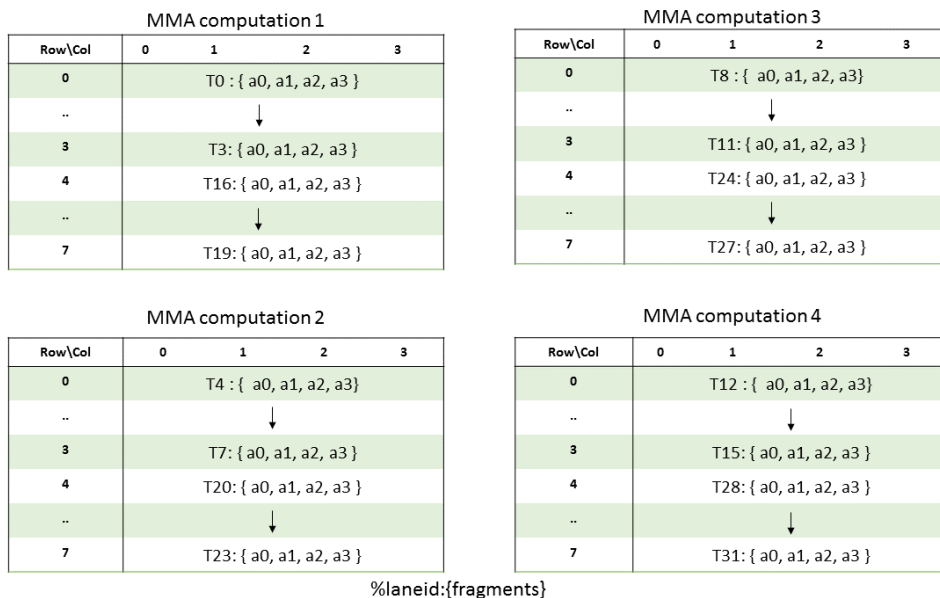 MMA computation 1
Row\Col 0 1 2 3
0 T0 : { a0, a1, a2, a3 }
..
3 T3: { a0, a1, a2, a3 }
4 T16: { a0, a1, a2, a3 }
..
7 T19: { a0, a1, a2, a3 }
MMA computation 3
Row\Col 0 1 2 3
0 T8 : { a0, a1, a2, a3}
..
3 T11: { a0, a1, a2, a3 }
4 T24: { a0, a1, a2, a3 }
..
7 T27: { a0, a1, a2, a3 }
MMA computation 2
Row\Col 0 1 2 3
0 T4 : { a0, a1, a2, a3}
..
3 T7: { a0, a1, a2, a3 }
4 T20: { a0, a1, a2, a3 }
..
7 T23: { a0, a1, a2, a3 }
MMA computation 4
Row\Col 0 1 2 3
0 T12 : { a0, a1, a2, a3}
..
3 T15: { a0, a1, a2, a3 }
4 T28: { a0, a1, a2, a3 }
..
7 T31: { a0, a1, a2, a3 }
%laneid:{fragments}